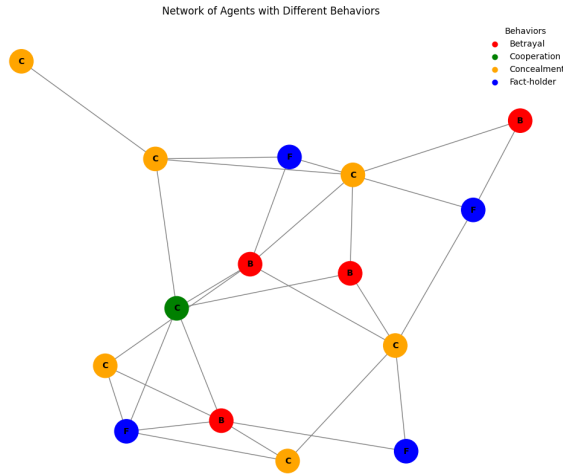 Network of Agents with Different Behaviors
Behaviors
Betrayal
Cooperation
Concealment
Fact-holder
C
B
C
F
C
F
B
B
C
C
C
B
F
F
C